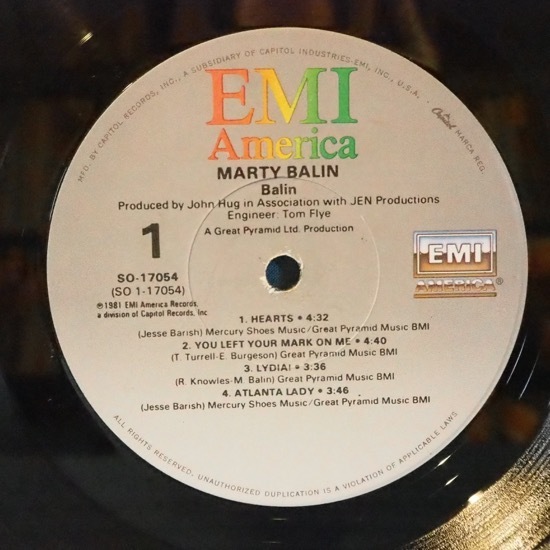 MFD. BY CAPITOL RECORDS, INC., A SUBSIDIARY OF CAPITOL INDUSTRIES-EMI, INC., U.S.A.
Capitol MARCA REG.
EMI
America
MARTY BALIN
Balin
Produced by John Hug in Association with JEN Productions
Engineer: Tom Flye
A Great Pyramid Ltd. Production
1
SO-17054
(SO 1-17054)
℗1981 EMI America Records,
a division of Capitol Records, Inc
EMI
AMERICA®
1. HEARTS • 4:32
(Jesse Barish) Mercury Shoes Music/Great Pyramid Music BMI
2. YOU LEFT YOUR MARK ON ME • 4:40
(T. Turrell-E. Burgeson) Great Pyramid Music BMI
3. LYDIA! • 3:36
(R. Knowles-M. Balin) Great Pyramid Music BMI
4. ATLANTA LADY • 3:46
(Jesse Barish) Mercury Shoes Music/Great Pyramid Music BMI
ALL RIGHTS RESERVED. UNAUTHORIZED DUPLICATION IS A VIOLATION OF APPLICABLE LAWS